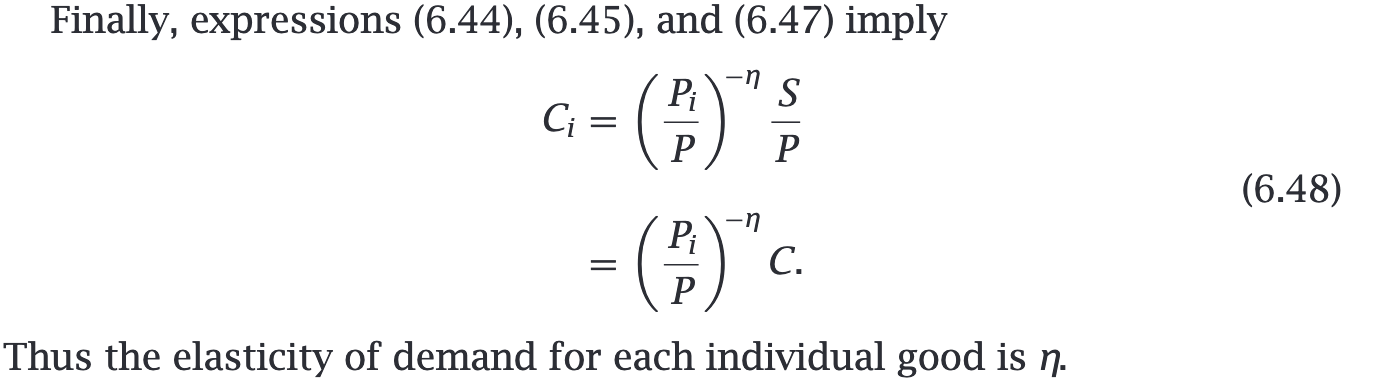 Finally, expressions (6.44), (6.45), and (6.47) imply
C_i = (P_i / P)^{−η} S / P
(6.48)
= (P_i / P)^{−η} C.
Thus the elasticity of demand for each individual good is η.